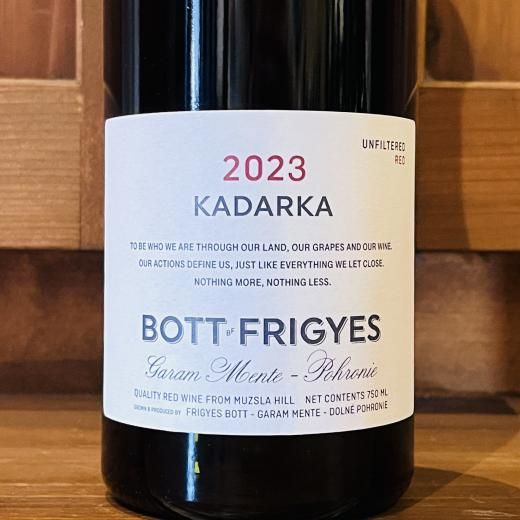 UNFILTERED
RED
2023
KADARKA
TO BE WHO WE ARE THROUGH OUR LAND, OUR GRAPES AND OUR WINE.
OUR ACTIONS DEFINE US, JUST LIKE EVERYTHING WE LET CLOSE.
NOTHING MORE, NOTHING LESS.
BOTT BF FRIGYES
Garam Mente - Pohronie
QUALITY RED WINE FROM MUZSLA HILL NET CONTENTS 750 ML
GROWN & PRODUCED BY FRIGYES BOTT - GARAM MENTE - DOLNÉ POHRONIE